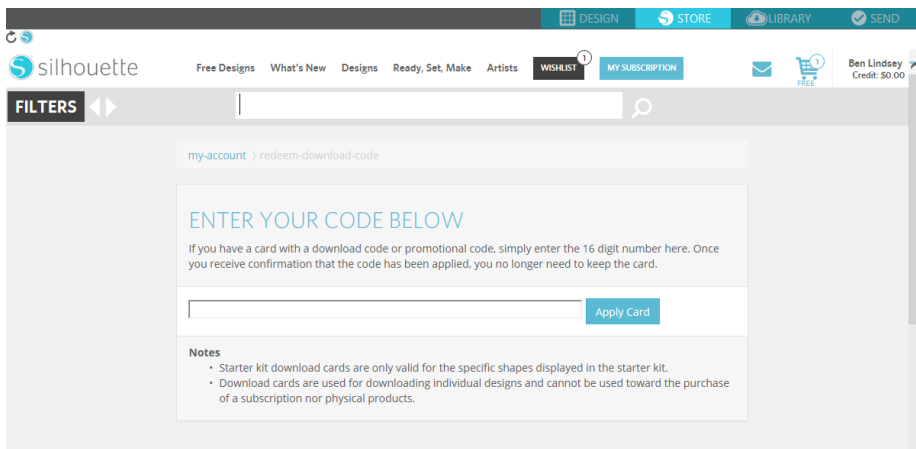 DESIGN STORE LIBRARY SEND
S
S silhouette Free Designs What's New Designs Ready, Set, Make Artists WISHLIST 1 MY SUBSCRIPTION 1 FREE Ben Lindsey
Credit: $0.00
FILTERS
my-account ) redeem-download-code
ENTER YOUR CODE BELOW
If you have a card with a download code or promotional code, simply enter the 16 digit number here. Once
you receive confirmation that the code has been applied, you no longer need to keep the card.
Apply Card
Notes
• Starter kit download cards are only valid for the specific shapes displayed in the starter kit.
• Download cards are used for downloading individual designs and cannot be used toward the purchase
of a subscription nor physical products.